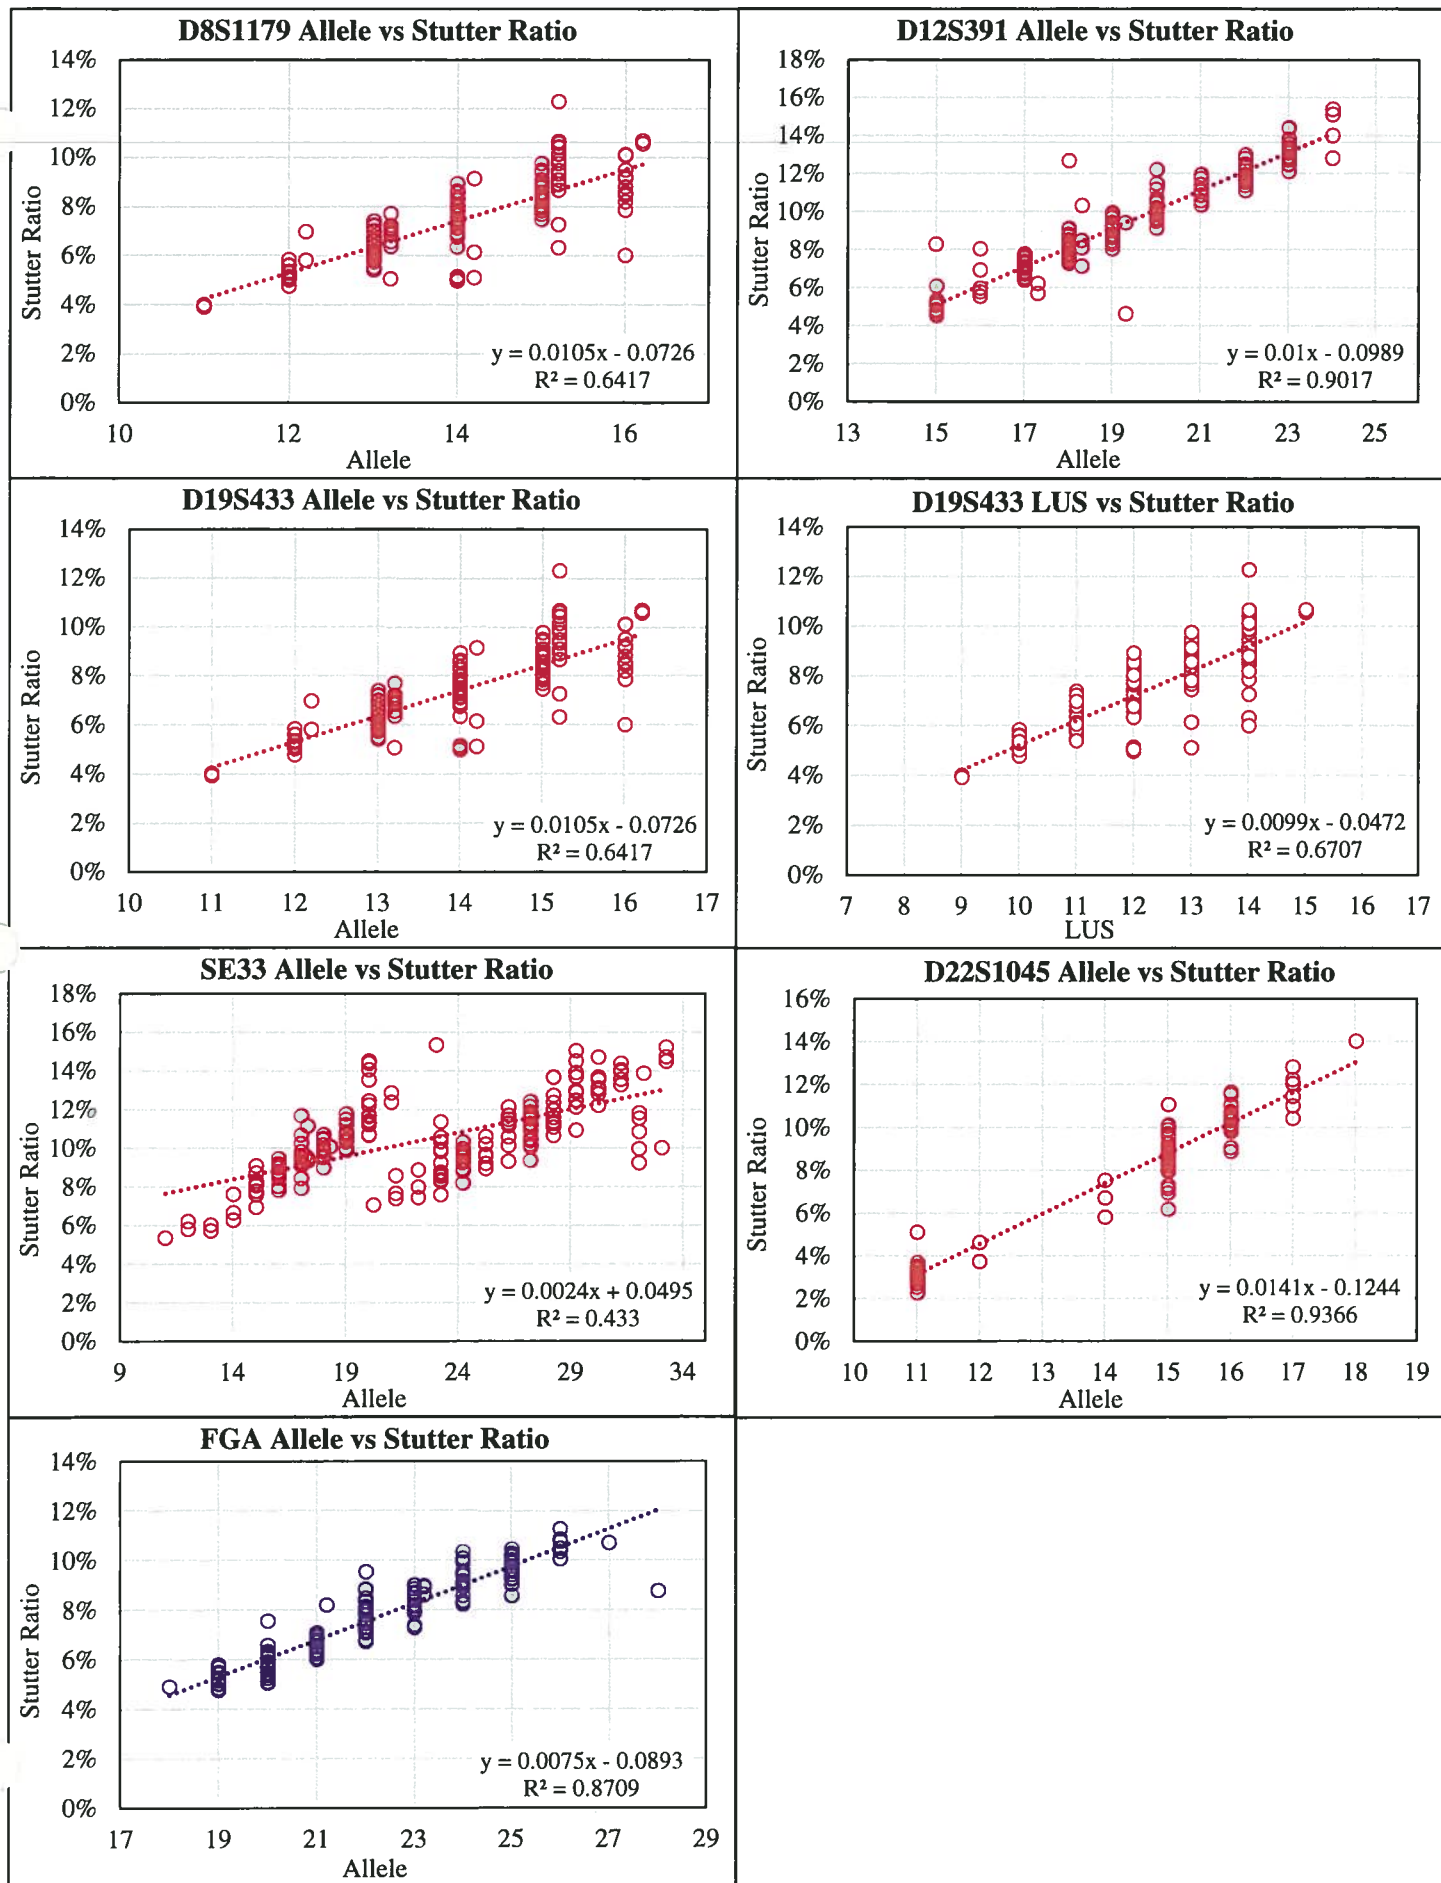 D8S1179 Allele vs Stutter Ratio
14%
12%
10%
8%
6%
4%
2%
0%
Stutter Ratio
y = 0.0105x - 0.0726
R² = 0.6417
10 12 14 16
Allele
D12S391 Allele vs Stutter Ratio
18%
16%
14%
12%
10%
8%
6%
4%
2%
0%
Stutter Ratio
y = 0.01x - 0.0989
R² = 0.9017
13 15 17 19 21 23 25
Allele
D19S433 Allele vs Stutter Ratio
14%
12%
10%
8%
6%
4%
2%
0%
Stutter Ratio
y = 0.0105x - 0.0726
R² = 0.6417
10 11 12 13 14 15 16 17
Allele
D19S433 LUS vs Stutter Ratio
14%
12%
10%
8%
6%
4%
2%
0%
Stutter Ratio
y = 0.0099x - 0.0472
R² = 0.6707
7 8 9 10 11 12 13 14 15 16 17
LUS
SE33 Allele vs Stutter Ratio
18%
16%
14%
12%
10%
8%
6%
4%
2%
0%
Stutter Ratio
y = 0.0024x + 0.0495
R² = 0.433
9 14 19 24 29 34
Allele
D22S1045 Allele vs Stutter Ratio
16%
14%
12%
10%
8%
6%
4%
2%
0%
Stutter Ratio
y = 0.0141x - 0.1244
R² = 0.9366
10 11 12 13 14 15 16 17 18 19
Allele
FGA Allele vs Stutter Ratio
14%
12%
10%
8%
6%
4%
2%
0%
Stutter Ratio
y = 0.0075x - 0.0893
R² = 0.8709
17 19 21 23 25 27 29
Allele